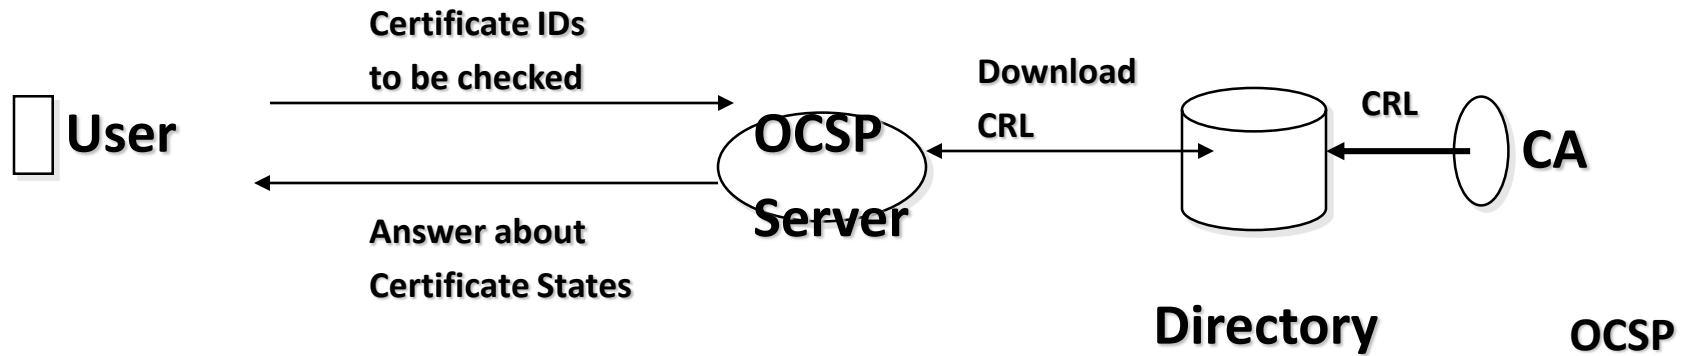 Certificate IDs
to be checked
User
OCSP
Server
Download
CRL
CRL
CA
Answer about
Certificate States
Directory
OCSP